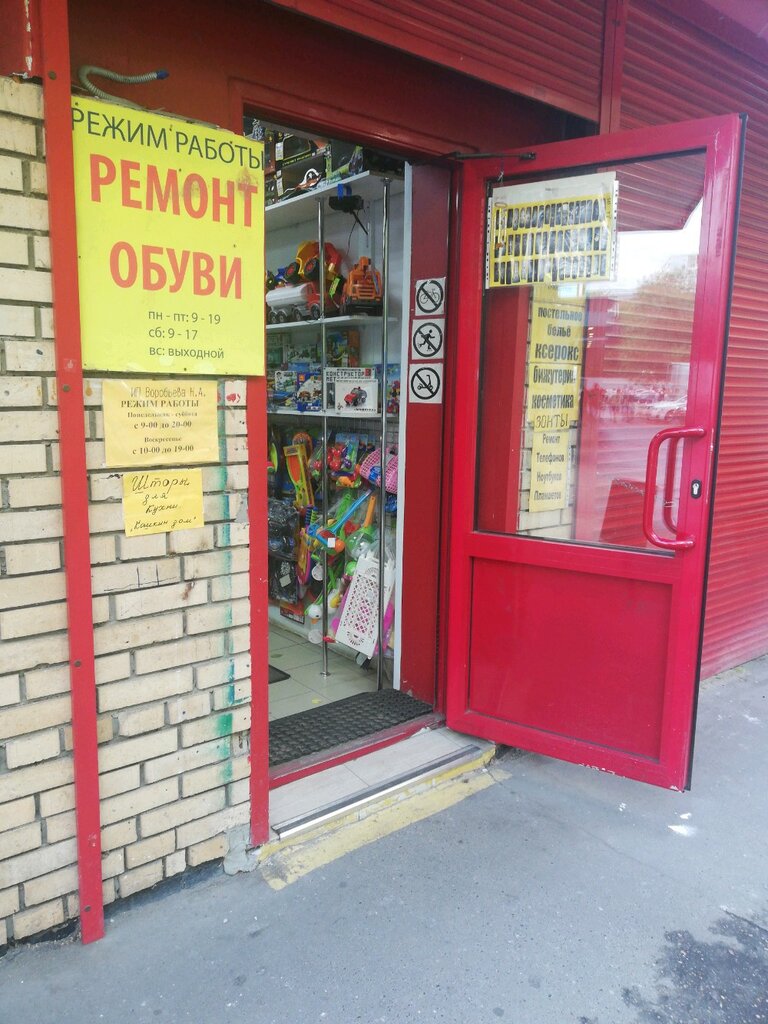 РЕЖИМ РАБОТЫ
РЕМОНТ
ОБУВИ
пн - пт: 9 - 19
сб: 9 - 17
вс: выходной
ИП Воробьева Н.А.
РЕЖИМ РАБОТЫ
Понедельник - суббота
с 9-00 до 20-00
Воскресенье
с 10-00 до 19-00
Шторы
для
Кухни.
КОНСТРУКТОР
постельное
бельё
ксерокс
бижутерия
косметика
ЗОНТЫ
Ремонт
Телефонов
Ноутбуков
Планшетов